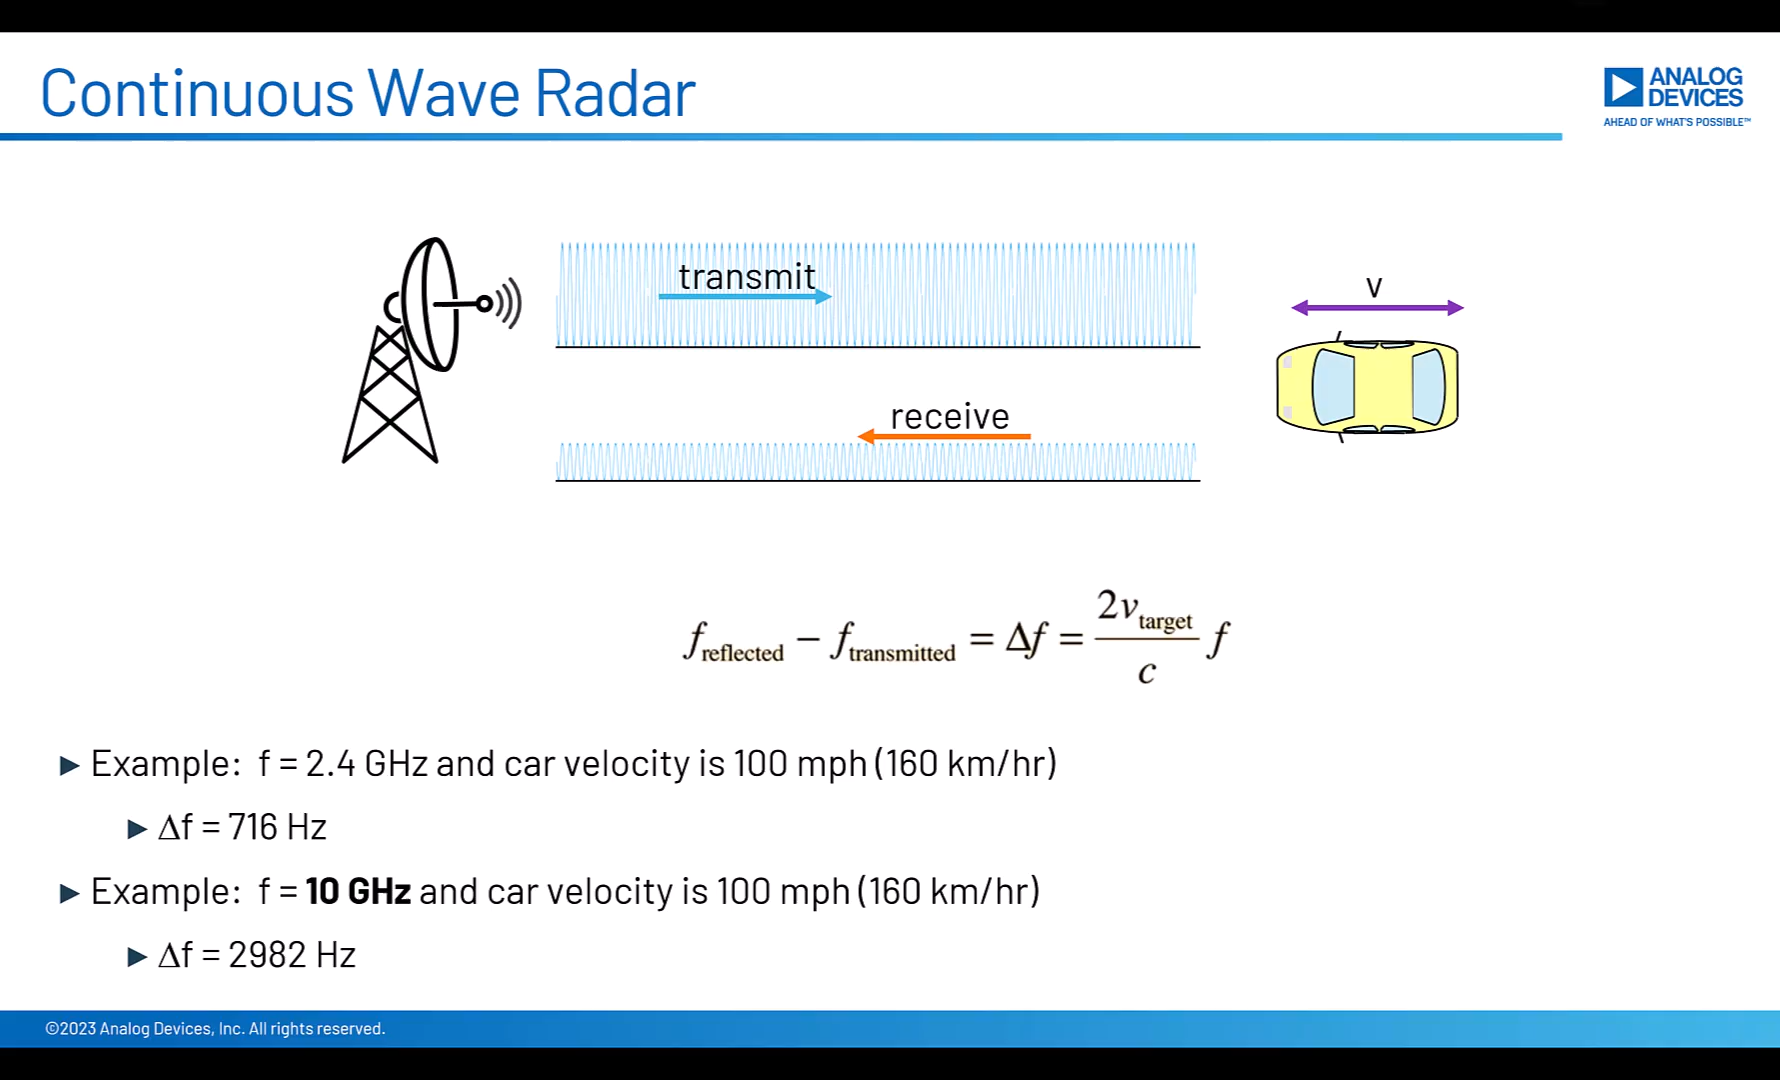 Continuous Wave Radar
ANALOG
DEVICES
AHEAD OF WHAT'S POSSIBLE™
transmit
v
receive
f_reflected − f_transmitted = Δf = 2v_target / c f
► Example: f = 2.4 GHz and car velocity is 100 mph (160 km/hr)
► Δf = 716 Hz
► Example: f = 10 GHz and car velocity is 100 mph (160 km/hr)
► Δf = 2982 Hz
©2023 Analog Devices, Inc. All rights reserved.